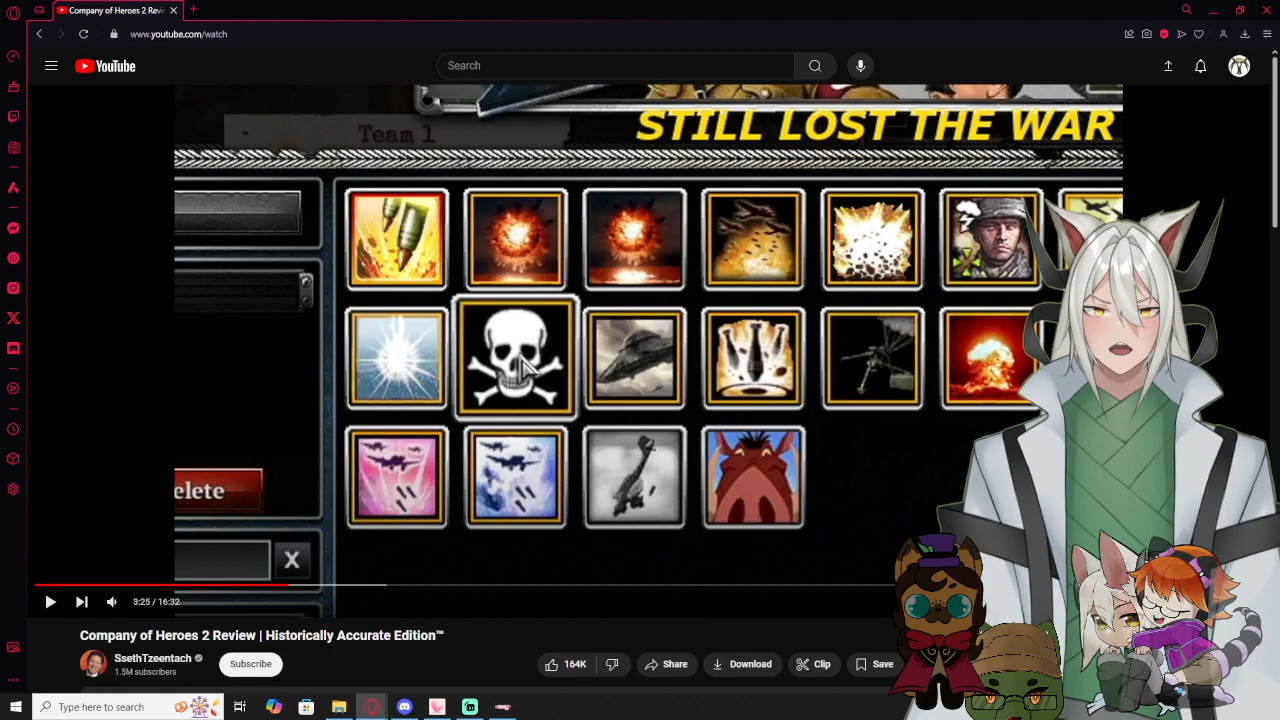 Company of Heroes 2 Revi
www.youtube.com/watch
YouTube
Search
STILL LOST THE WAR
Team 1
elete
X
3:25 / 16:32
Company of Heroes 2 Review | Historically Accurate Edition™
SsethTzeentach
1.5M subscribers
Subscribe
164K
Share
Download
Clip
Save
Type here to search